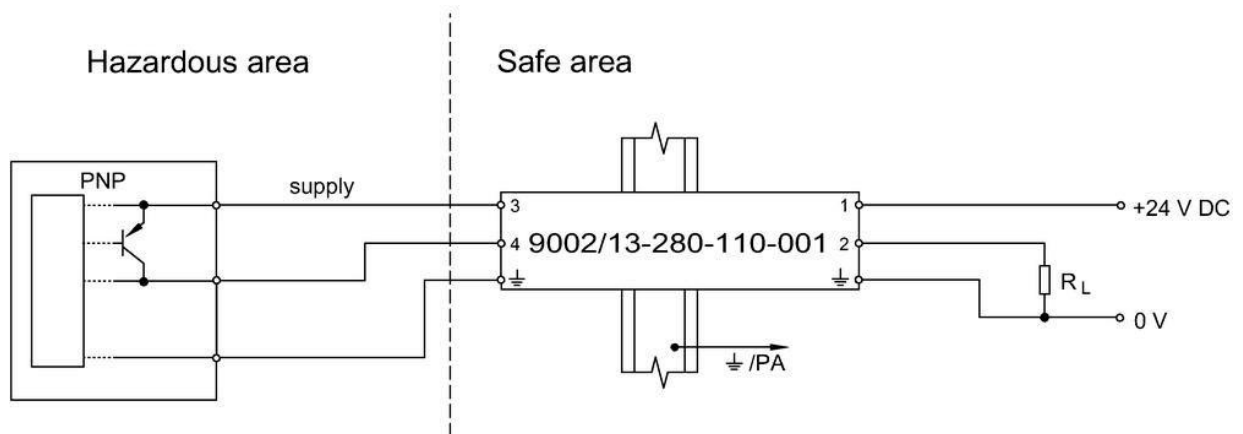 Hazardous area
Safe area
PNP
supply
3
1
+24 V DC
4
9002/13-280-110-001
2
R L
0 V
/PA